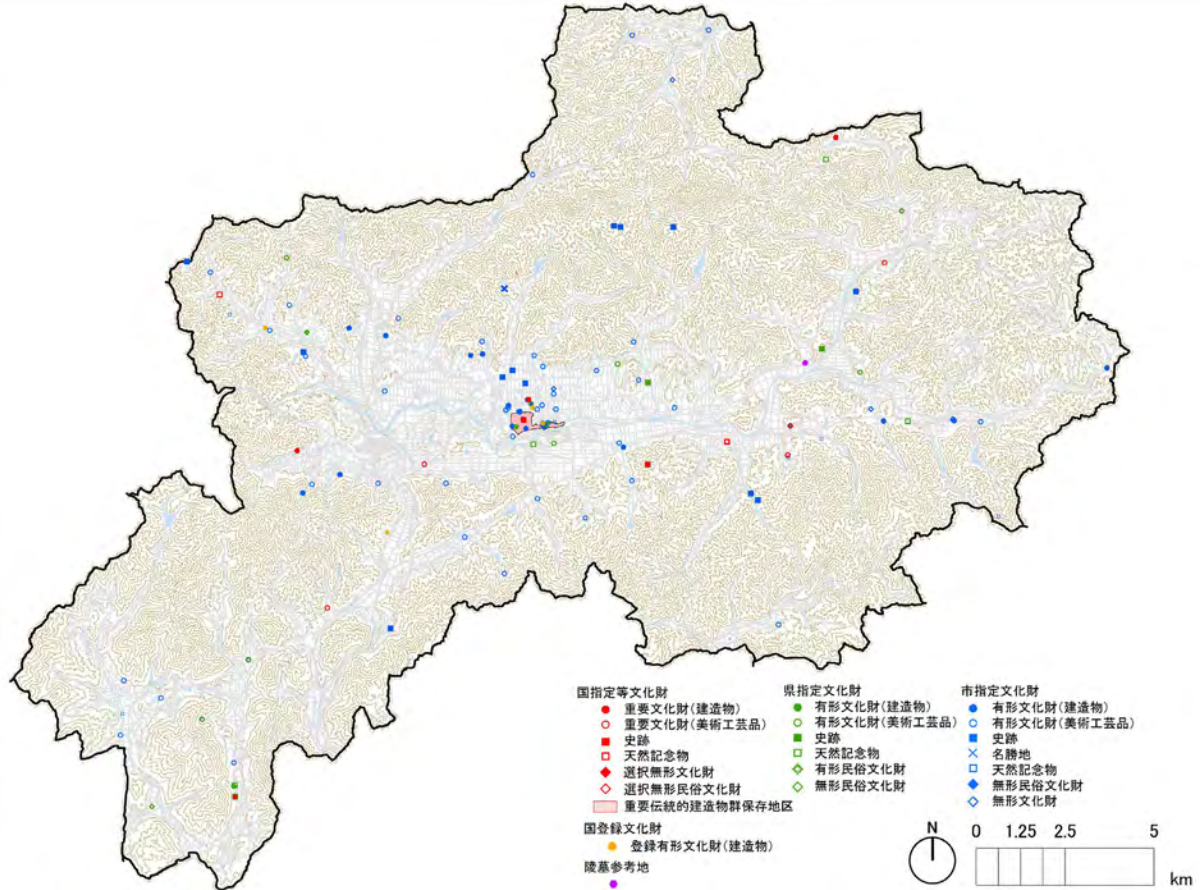 国指定等文化財
重要文化財(建造物)
重要文化財(美術工芸品)
史跡
天然記念物
選択無形文化財
選択無形民俗文化財
重要伝統的建造物群保存地区
国登録文化財
登録有形文化財(建造物)
陵墓参考地
県指定文化財
有形文化財(建造物)
有形文化財(美術工芸品)
史跡
天然記念物
有形民俗文化財
無形民俗文化財
市指定文化財
有形文化財(建造物)
有形文化財(美術工芸品)
史跡
名勝地
天然記念物
無形民俗文化財
無形文化財
N
0 1.25 2.5 5
km